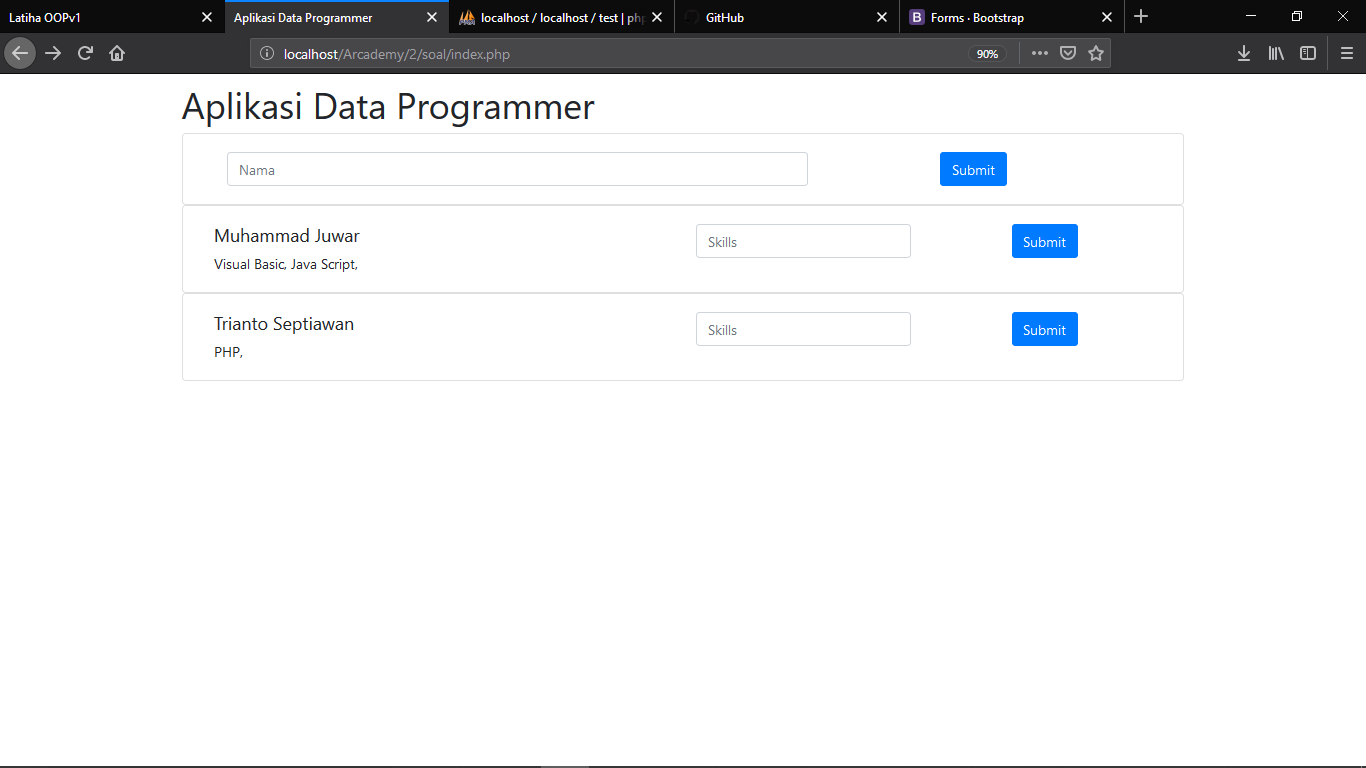 Latiha OOPv1
Aplikasi Data Programmer
localhost / localhost / test | php
GitHub
B Forms · Bootstrap
localhost/Arcademy/2/soal/index.php
90%
Aplikasi Data Programmer
Nama
Submit
Muhammad Juwar
Skills
Submit
Visual Basic, Java Script,
Trianto Septiawan
Skills
Submit
PHP,